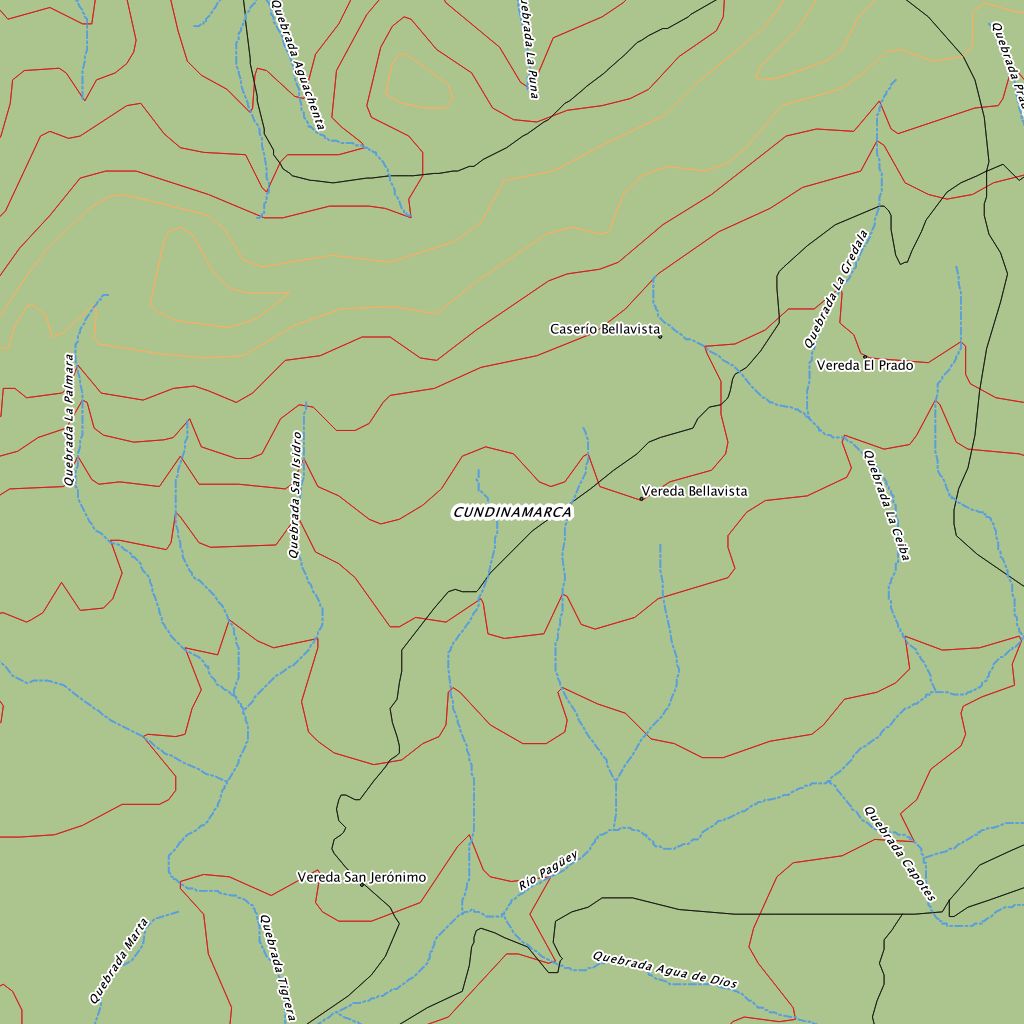 Quebrada Aguachenta
uebrada La Puna
Quebrada Prad
Quebrada La Gredala
Caserío Bellavista
Vereda El Prado
Quebrada La Palmara
Quebrada San Isidro
Vereda Bellavista
CUNDINAMARCA
Quebrada La Ceiba
Quebrada Capotes
Río Pagüey
Vereda San Jerónimo
Quebrada Marta
Quebrada Tigrera
Quebrada Agua de Dios